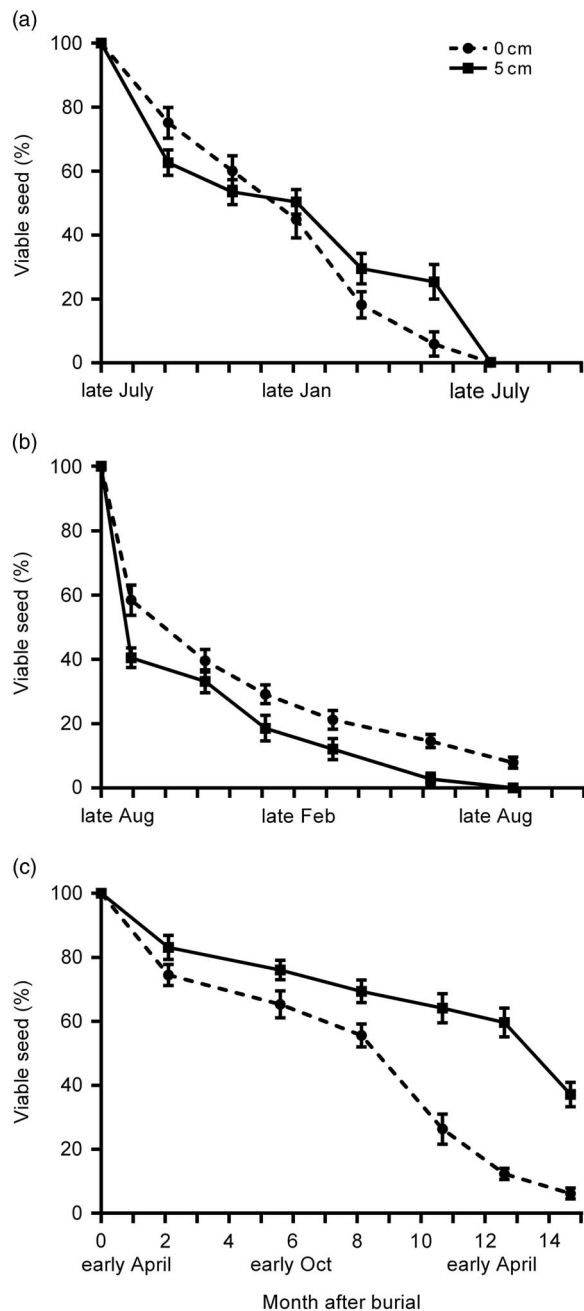 (a)
100
80
60
40
20
0
Viable seed (%)
0 cm
5 cm
late July late Jan late July
(b)
100
80
60
40
20
0
Viable seed (%)
late Aug late Feb late Aug
(c)
100
80
60
40
20
0
Viable seed (%)
0 2 4 6 8 10 12 14
early April early Oct early April
Month after burial